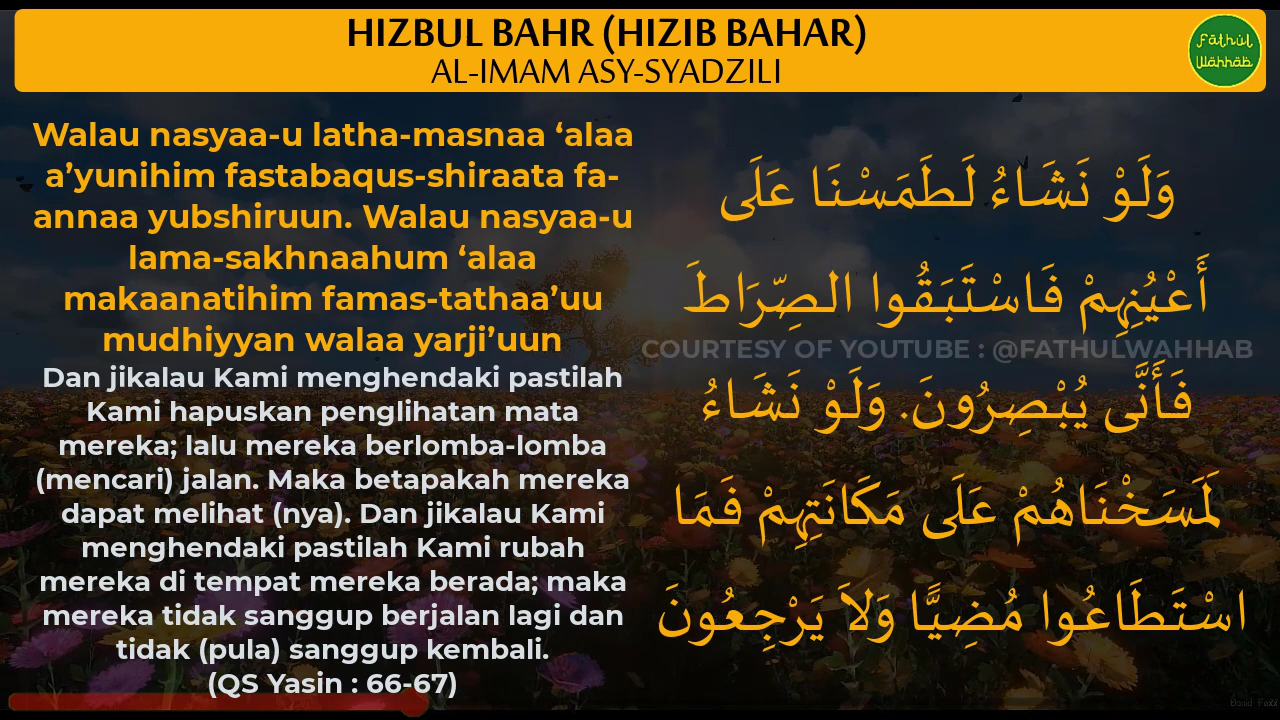 HIZBUL BAHR (HIZIB BAHAR)
AL-IMAM ASY-SYADZILI
Fāthul
Wāhhāb
Walau nasyaa-u latha-masnaa ‘alaa
a’yunihim fastabaqus-shiraata fa-
annaa yubshiruun. Walau nasyaa-u
lama-sakhnaahum ‘alaa
makaanatihim famas-tathaa’uu
mudhiyyan walaa yarji’uun
Dan jikalau Kami menghendaki pastilah
Kami hapuskan penglihatan mata
mereka; lalu mereka berlomba-lomba
(mencari) jalan. Maka betapakah mereka
dapat melihat (nya). Dan jikalau Kami
menghendaki pastilah Kami rubah
mereka di tempat mereka berada; maka
mereka tidak sanggup berjalan lagi dan
tidak (pula) sanggup kembali.
(QS Yasin : 66-67)
وَلَوْ نَشَاءُ لَطَمَسْنَا عَلَى
أَعْيُنِهِمْ فَاسْتَبَقُوا الصِّرَاطَ
COURTESY OF YOUTUBE : @FATHULWAHHAB
فَأَنَّى يُبْصِرُونَ. وَلَوْ نَشَاءُ
لَمَسَخْنَاهُمْ عَلَى مَكَانَتِهِمْ فَمَا
اسْتَطَاعُوا مُضِيًّا وَلاَ يَرْجِعُونَ